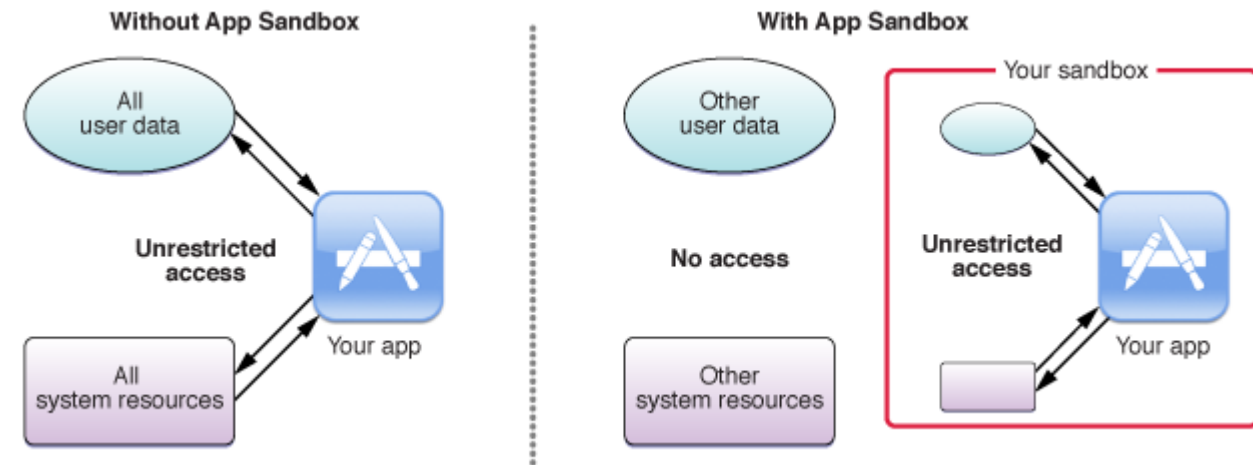 Without App Sandbox
All
user data
Unrestricted
access
Your app
All
system resources
With App Sandbox
Other
user data
No access
Other
system resources
Your sandbox
Unrestricted
access
Your app